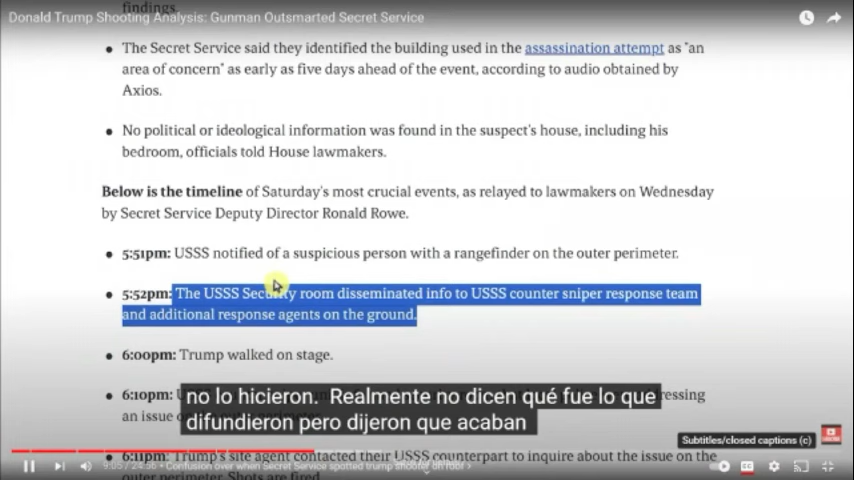 Donald Trump Shooting Analysis: Gunman Outsmarted Secret Service
findings.
• The Secret Service said they identified the building used in the assassination attempt as "an
area of concern" as early as five days ahead of the event, according to audio obtained by
Axios.
• No political or ideological information was found in the suspect's house, including his
bedroom, officials told House lawmakers.
Below is the timeline of Saturday's most crucial events, as relayed to lawmakers on Wednesday
by Secret Service Deputy Director Ronald Rowe.
• 5:51pm: USSS notified of a suspicious person with a rangefinder on the outer perimeter.
• 5:52pm: The USSS Security room disseminated info to USSS counter sniper response team
and additional response agents on the ground.
• 6:00pm: Trump walked on stage.
• 6:10pm:
an issue
no lo hicieron. Realmente no dicen qué fue lo que
difundieron pero dijeron que acaban
Subtitles/closed captions (c)
• 6:11pm: Trump's site agent contacted their USSS counterpart to inquire about the issue on the
9:05 / 24:56 • Confusion over when Secret Service spotted trump shooter on roof >
outer perimeter. Shots are fired.